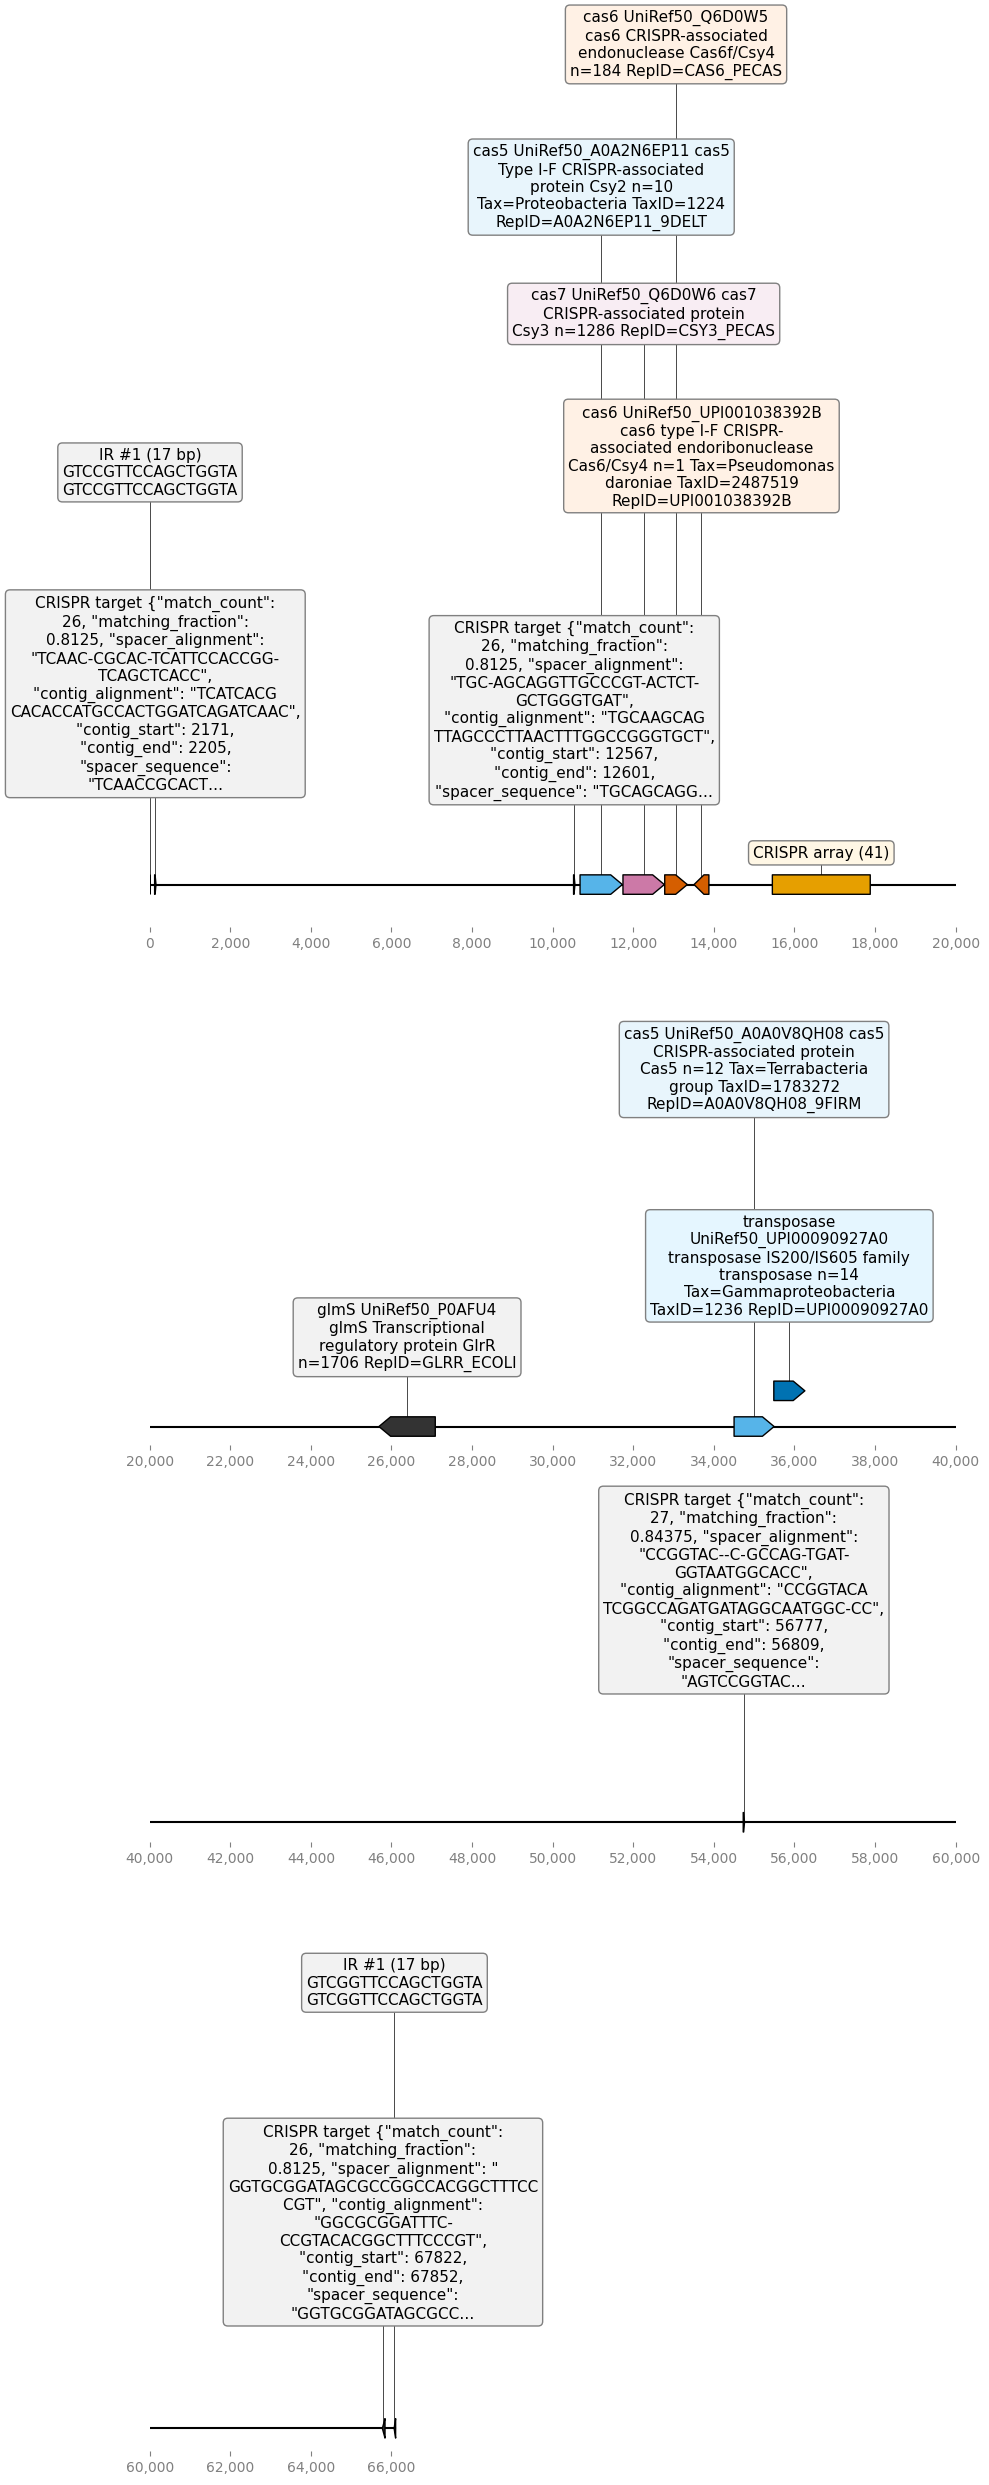 cas6 UniRef50_Q6D0W5
cas6 CRISPR-associated
endonuclease Cas6f/Csy4
n=184 RepID=CAS6_PECAS
cas5 UniRef50_A0A2N6EP11 cas5
Type I-F CRISPR-associated
protein Csy2 n=10
Tax=Proteobacteria TaxID=1224
RepID=A0A2N6EP11_9DELT
cas7 UniRef50_Q6D0W6 cas7
CRISPR-associated protein
Csy3 n=1286 RepID=CSY3_PECAS
cas6 UniRef50_UPI001038392B
cas6 type I-F CRISPR-
associated endoribonuclease
Cas6/Csy4 n=1 Tax=Pseudomonas
daroniae TaxID=2487519
RepID=UPI001038392B
IR #1 (17 bp)
GTCCGTTCCAGCTGGTA
GTCCGTTCCAGCTGGTA
CRISPR target {"match_count":
26, "matching_fraction":
0.8125, "spacer_alignment":
"TCAAC-CGCAC-TCATTCCACCGG-
TCAGCTCACC",
"contig_alignment": "TCATCACG
CACACCATGCCACTGGATCAGATCAAC",
"contig_start": 2171,
"contig_end": 2205,
"spacer_sequence":
"TCAACCGCACT...
CRISPR target {"match_count":
26, "matching_fraction":
0.8125, "spacer_alignment":
"TGC-AGCAGGTTGCCCGT-ACTCT-
GCTGGGTGAT",
"contig_alignment": "TGCAAGCAG
TTAGCCCTTAACTTTGGCCGGGTGCT",
"contig_start": 12567,
"contig_end": 12601,
"spacer_sequence": "TGCAGCAGG...
CRISPR array (41)
0
2,000
4,000
6,000
8,000
10,000
12,000
14,000
16,000
18,000
20,000
cas5 UniRef50_A0A0V8QH08 cas5
CRISPR-associated protein
Cas5 n=12 Tax=Terrabacteria
group TaxID=1783272
RepID=A0A0V8QH08_9FIRM
transposase
UniRef50_UPI00090927A0
transposase IS200/IS605 family
transposase n=14
Tax=Gammaproteobacteria
TaxID=1236 RepID=UPI00090927A0
glmS UniRef50_P0AFU4
glmS Transcriptional
regulatory protein GlrR
n=1706 RepID=GLRR_ECOLI
20,000
22,000
24,000
26,000
28,000
30,000
32,000
34,000
36,000
38,000
40,000
CRISPR target {"match_count":
27, "matching_fraction":
0.84375, "spacer_alignment":
"CCGGTAC--C-GCCAG-TGAT-
GGTAATGGCACC",
"contig_alignment": "CCGGTACA
TCGGCCAGATGATAGGCAATGGC-CC",
"contig_start": 56777,
"contig_end": 56809,
"spacer_sequence":
"AGTCCGGTAC...
40,000
42,000
44,000
46,000
48,000
50,000
52,000
54,000
56,000
58,000
60,000
IR #1 (17 bp)
GTCGGTTCCAGCTGGTA
GTCGGTTCCAGCTGGTA
CRISPR target {"match_count":
26, "matching_fraction":
0.8125, "spacer_alignment": "
GGTGCGGATAGCGCCGGCCACGGCTTTCC
CGT", "contig_alignment":
"GGCGCGGATTTC-
CCGTACACGGCTTTCCCGT",
"contig_start": 67822,
"contig_end": 67852,
"spacer_sequence":
"GGTGCGGATAGCGCC...
60,000
62,000
64,000
66,000